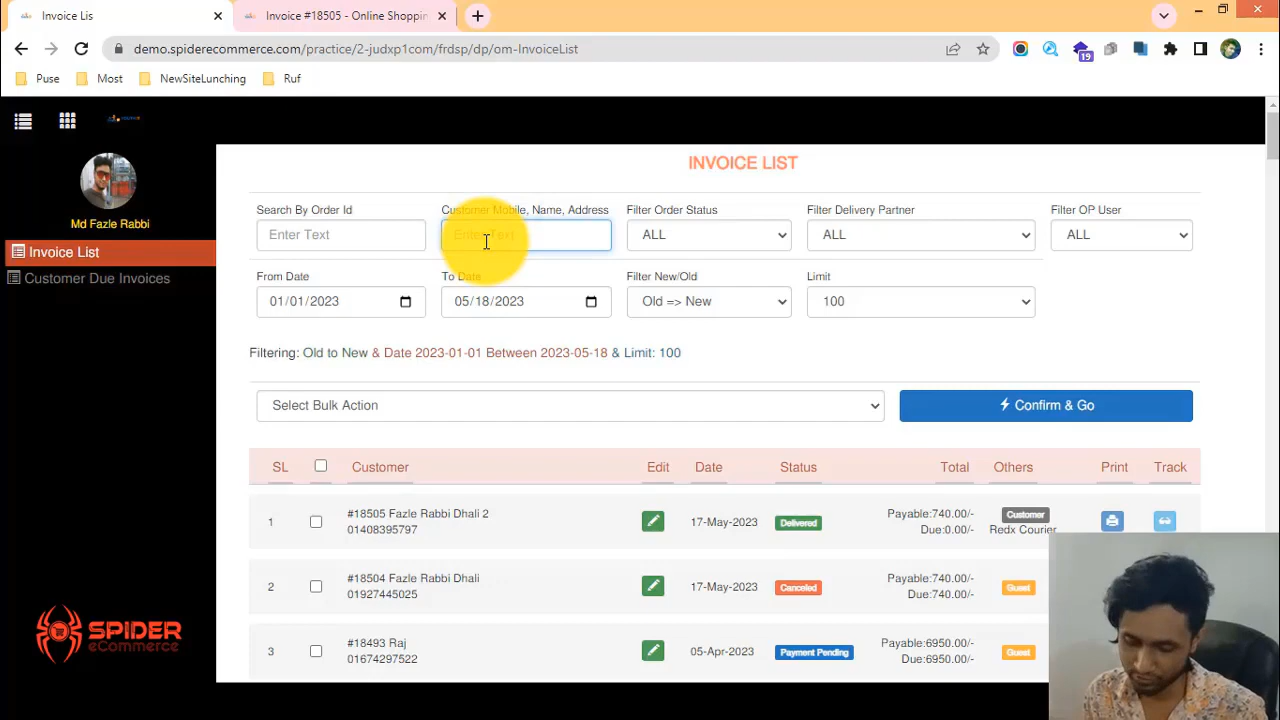 Invoice Lis
Invoice #18505 - Online Shoppin
demo.spiderecommerce.com/practice/2-judxp1com/frdsp/dp/om-InvoiceList
19
Puse Most NewSiteLunching Ruf
Md Fazle Rabbi
Invoice List
Customer Due Invoices
SPIDER
eCommerce
INVOICE LIST
Search By Order Id Customer Mobile, Name, Address Filter Order Status Filter Delivery Partner Filter OP User
Enter Text Enter Text ALL ALL ALL
From Date To Date Filter New/Old Limit
01/01/2023 05/18/2023 Old => New 100
Filtering: Old to New & Date 2023-01-01 Between 2023-05-18 & Limit: 100
Select Bulk Action Confirm & Go
SL Customer Edit Date Status Total Others Print Track
1 #18505 Fazle Rabbi Dhali 2 17-May-2023 Delivered Payable:740.00/- Customer
01408395797 Due:0.00/- Redx Courier
2 #18504 Fazle Rabbi Dhali 17-May-2023 Canceled Payable:740.00/- Guest
01927445025 Due:740.00/-
3 #18493 Raj 05-Apr-2023 Payment Pending Payable:6950.00/- Guest
01674297522 Due:6950.00/-